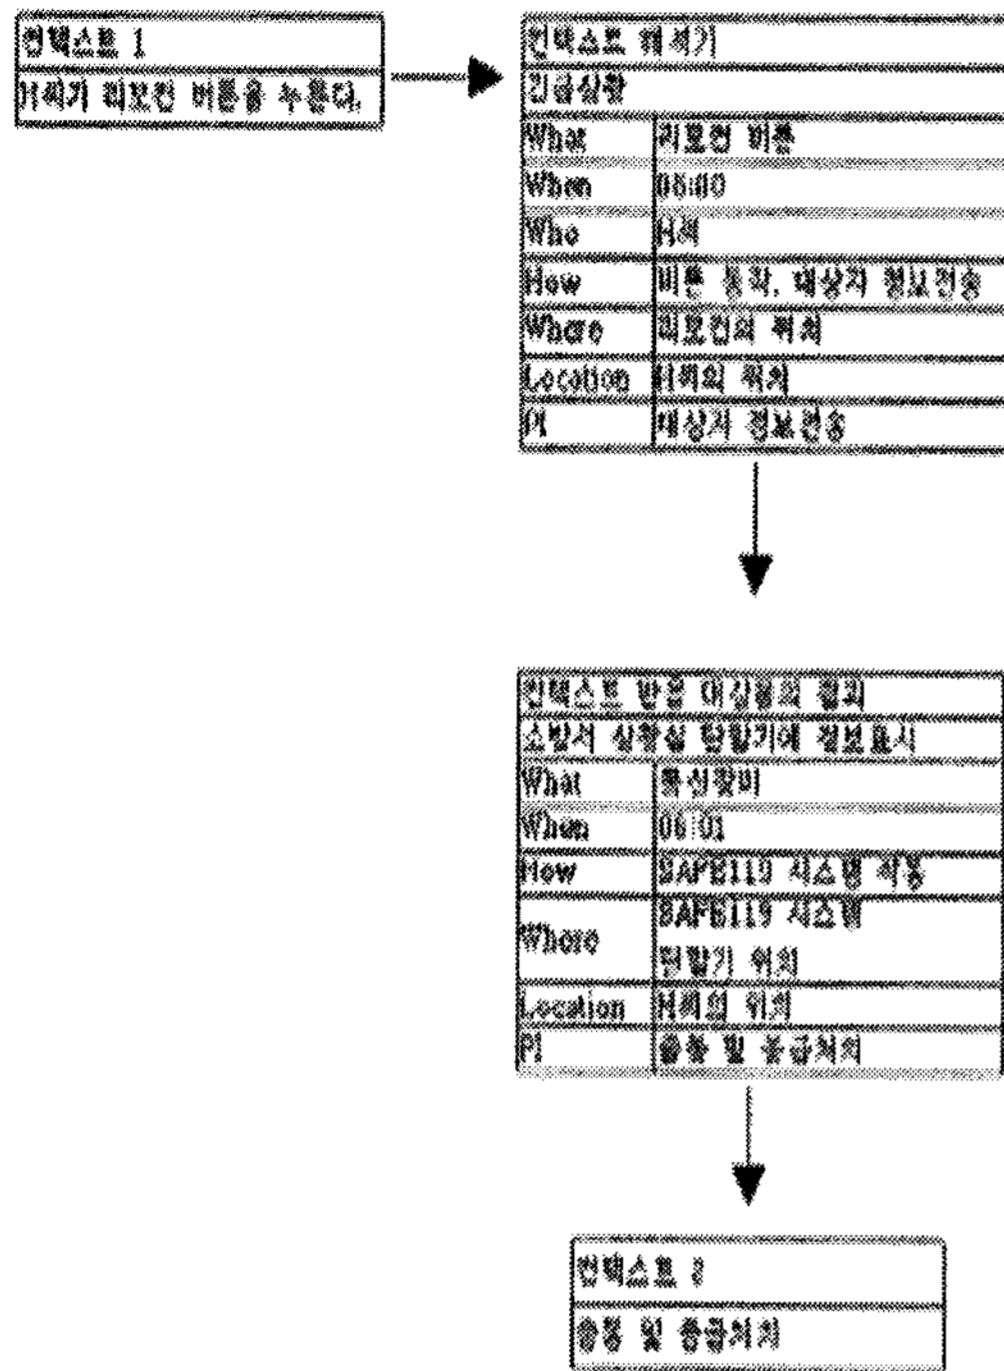 컨텍스트 1
H씨가 리모컨 버튼을 누른다.
컨텍스트 해석기
긴급상황
What 리모컨 버튼
When 06:00
Who H씨
How 버튼 동작, 대상자 정보전송
Where 리모컨의 위치
Location H씨의 위치
PI 대상자 정보전송
컨텍스트 반응 대상물의 결과
소방서 상황실 단말기에 정보표시
What 통신장비
When 06:01
How SAFE119 시스템 작동
Where SAFE119 시스템
단말기 위치
Location H씨의 위치
PI 출동 및 응급처치
컨텍스트
출동 및 응급처치